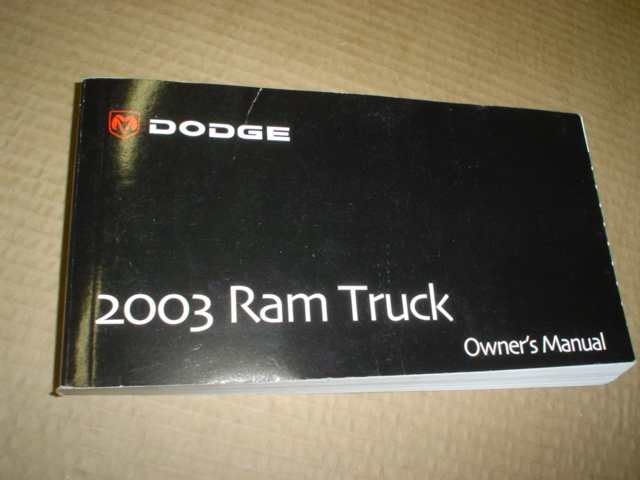 DODGE
2003 Ram Truck
Owner's Manual